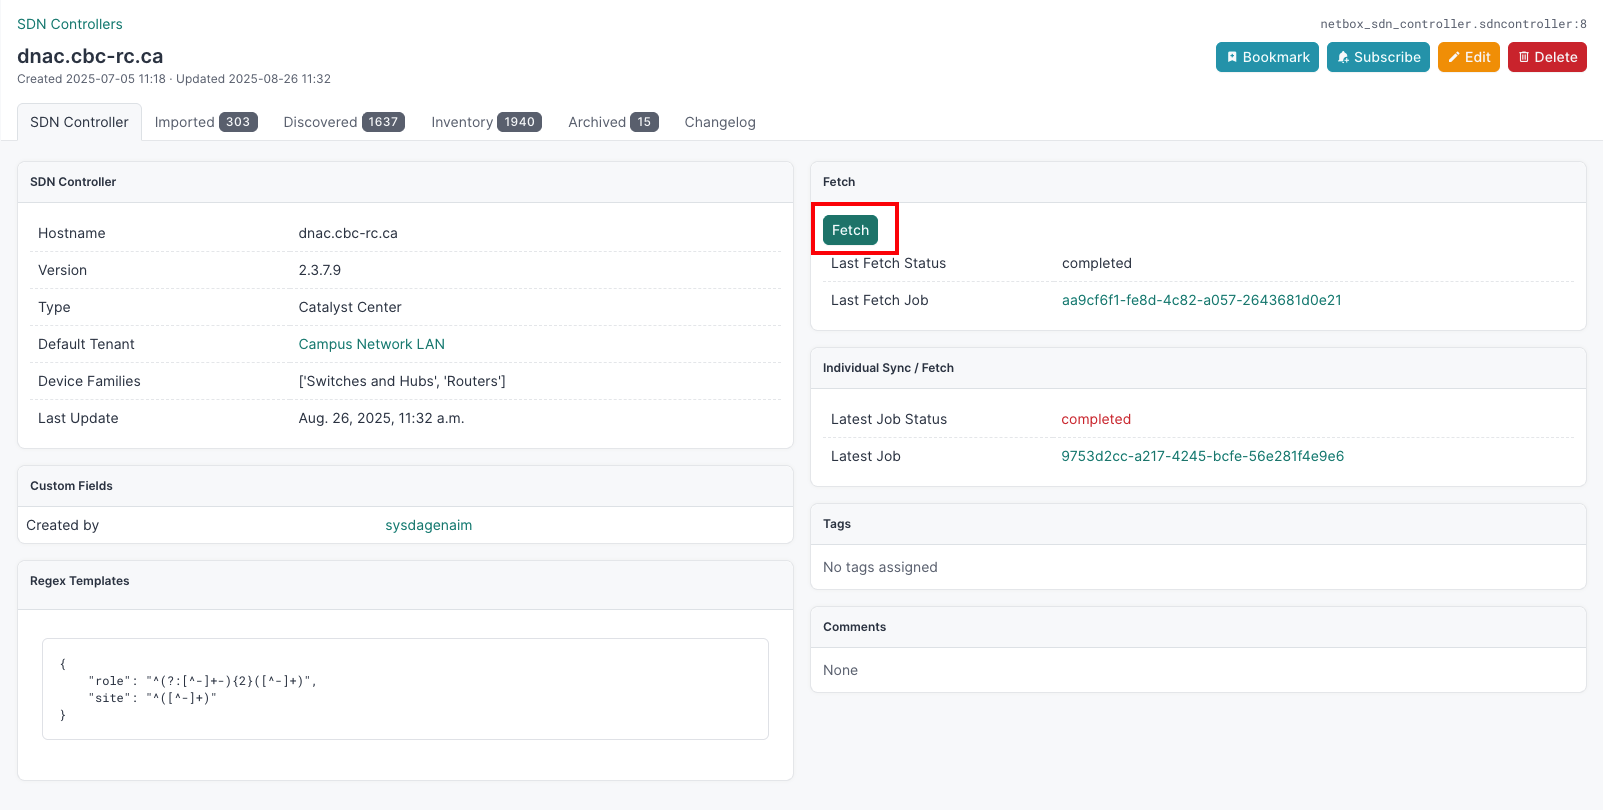 SDN Controllers
netbox_sdn_controller.sdncontroller:8
dnac.cbc-rc.ca
Bookmark Subscribe Edit Delete
Created 2025-07-05 11:18 · Updated 2025-08-26 11:32
SDN Controller Imported 303 Discovered 1637 Inventory 1940 Archived 15 Changelog
SDN Controller
Hostname dnac.cbc-rc.ca
Version 2.3.7.9
Type Catalyst Center
Default Tenant Campus Network LAN
Device Families ['Switches and Hubs', 'Routers']
Last Update Aug. 26, 2025, 11:32 a.m.
Custom Fields
Created by sysdagenaim
Regex Templates
{
"role": "^(?:[^-]+-){2}([^-]+)",
"site": "^([^-]+)"
}
Fetch
Fetch
Last Fetch Status completed
Last Fetch Job aa9cf6f1-fe8d-4c82-a057-2643681d0e21
Individual Sync / Fetch
Latest Job Status completed
Latest Job 9753d2cc-a217-4245-bcfe-56e281f4e9e6
Tags
No tags assigned
Comments
None